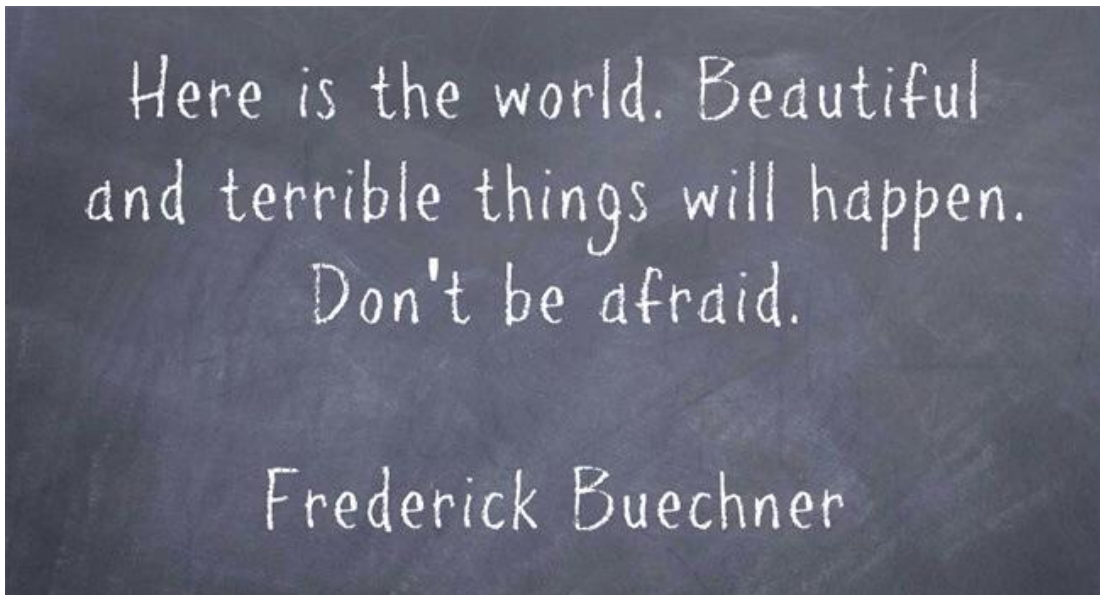 Here is the world. Beautiful
and terrible things will happen.
Don't be afraid.
Frederick Buechner